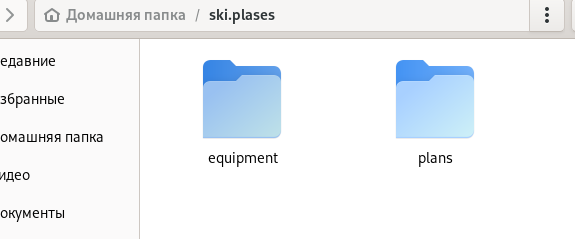 Домашняя папка / ski.plases
едавние
збранные
омашняя папка
идео
окументы
equipment
plans